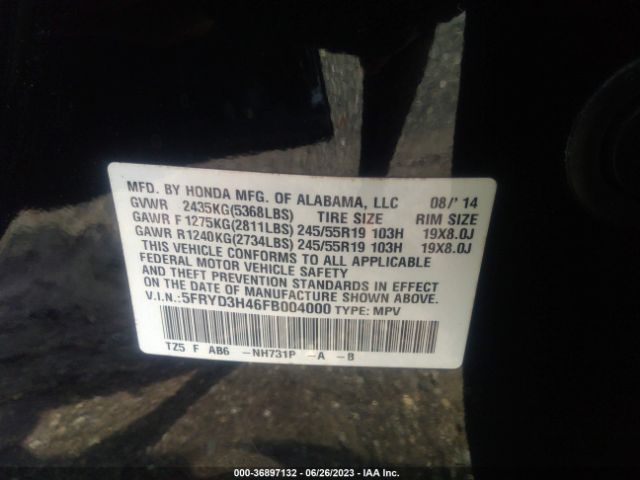 MFD. BY HONDA MFG. OF ALABAMA, LLC 08/' 14
GVWR 2435KG(5368LBS) TIRE SIZE RIM SIZE
GAWR F 1275KG(2811LBS) 245/55R19 103H 19X8.0J
GAWR R1240KG(2734LBS) 245/55R19 103H 19X8.0J
THIS VEHICLE CONFORMS TO ALL APPLICABLE
FEDERAL MOTOR VEHICLE SAFETY
AND THEFT PREVENTION STANDARDS IN EFFECT
ON THE DATE OF MANUFACTURE SHOWN ABOVE.
V.I.N.:5FRYD3H46FB004000 TYPE: MPV
TZ5 F AB6 -NH731P -A -8
000-36897132 - 06/26/2023 - IAA Inc.